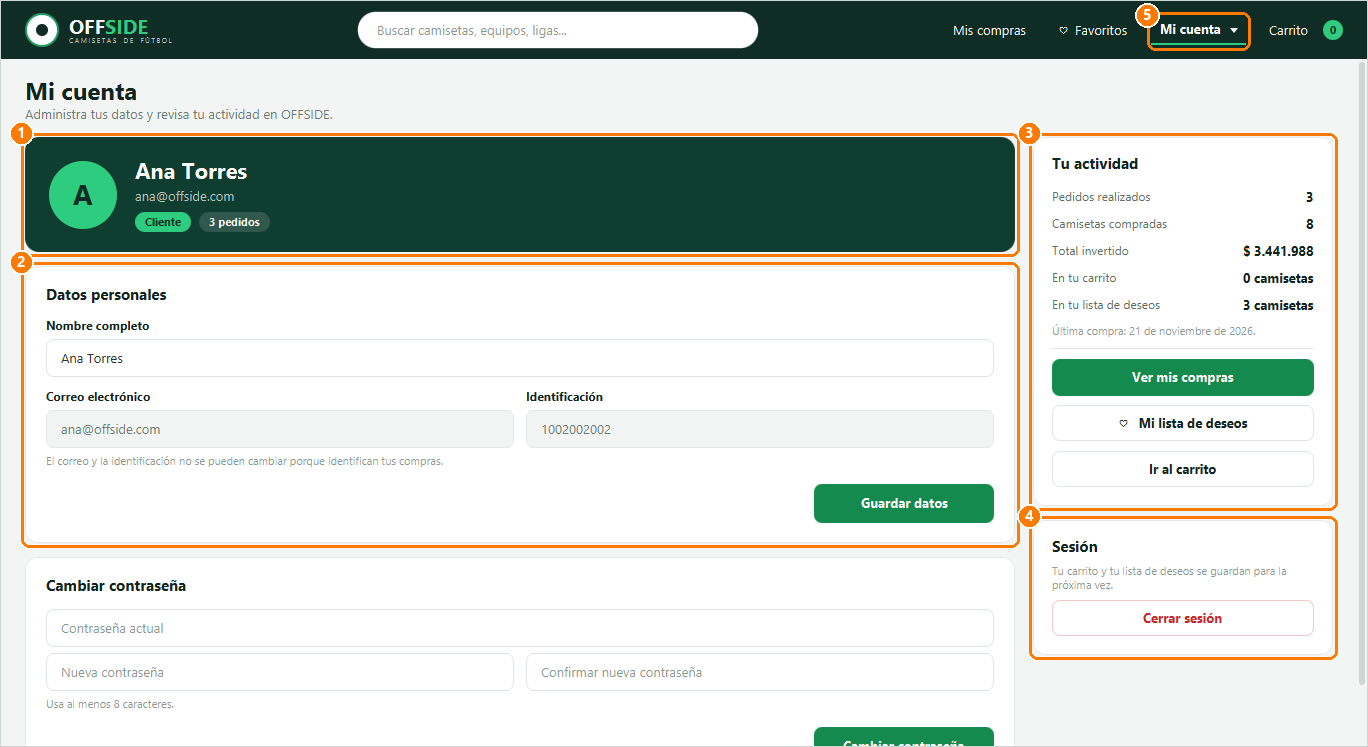 OFFSIDE
CAMISETAS DE FÚTBOL
Buscar camisetas, equipos, ligas...
Mis compras
Favoritos
5
Mi cuenta
Carrito
0
Mi cuenta
Administra tus datos y revisa tu actividad en OFFSIDE.
1
A
Ana Torres
ana@offside.com
Cliente
3 pedidos
2
Datos personales
Nombre completo
Ana Torres
Correo electrónico
Identificación
ana@offside.com
1002002002
El correo y la identificación no se pueden cambiar porque identifican tus compras.
Guardar datos
Cambiar contraseña
Contraseña actual
Nueva contraseña
Confirmar nueva contraseña
Usa al menos 8 caracteres.
Cambiar contraseña
3
Tu actividad
Pedidos realizados 3
Camisetas compradas 8
Total invertido $ 3.441.988
En tu carrito 0 camisetas
En tu lista de deseos 3 camisetas
Última compra: 21 de noviembre de 2026.
Ver mis compras
Mi lista de deseos
Ir al carrito
4
Sesión
Tu carrito y tu lista de deseos se guardan para la
próxima vez.
Cerrar sesión